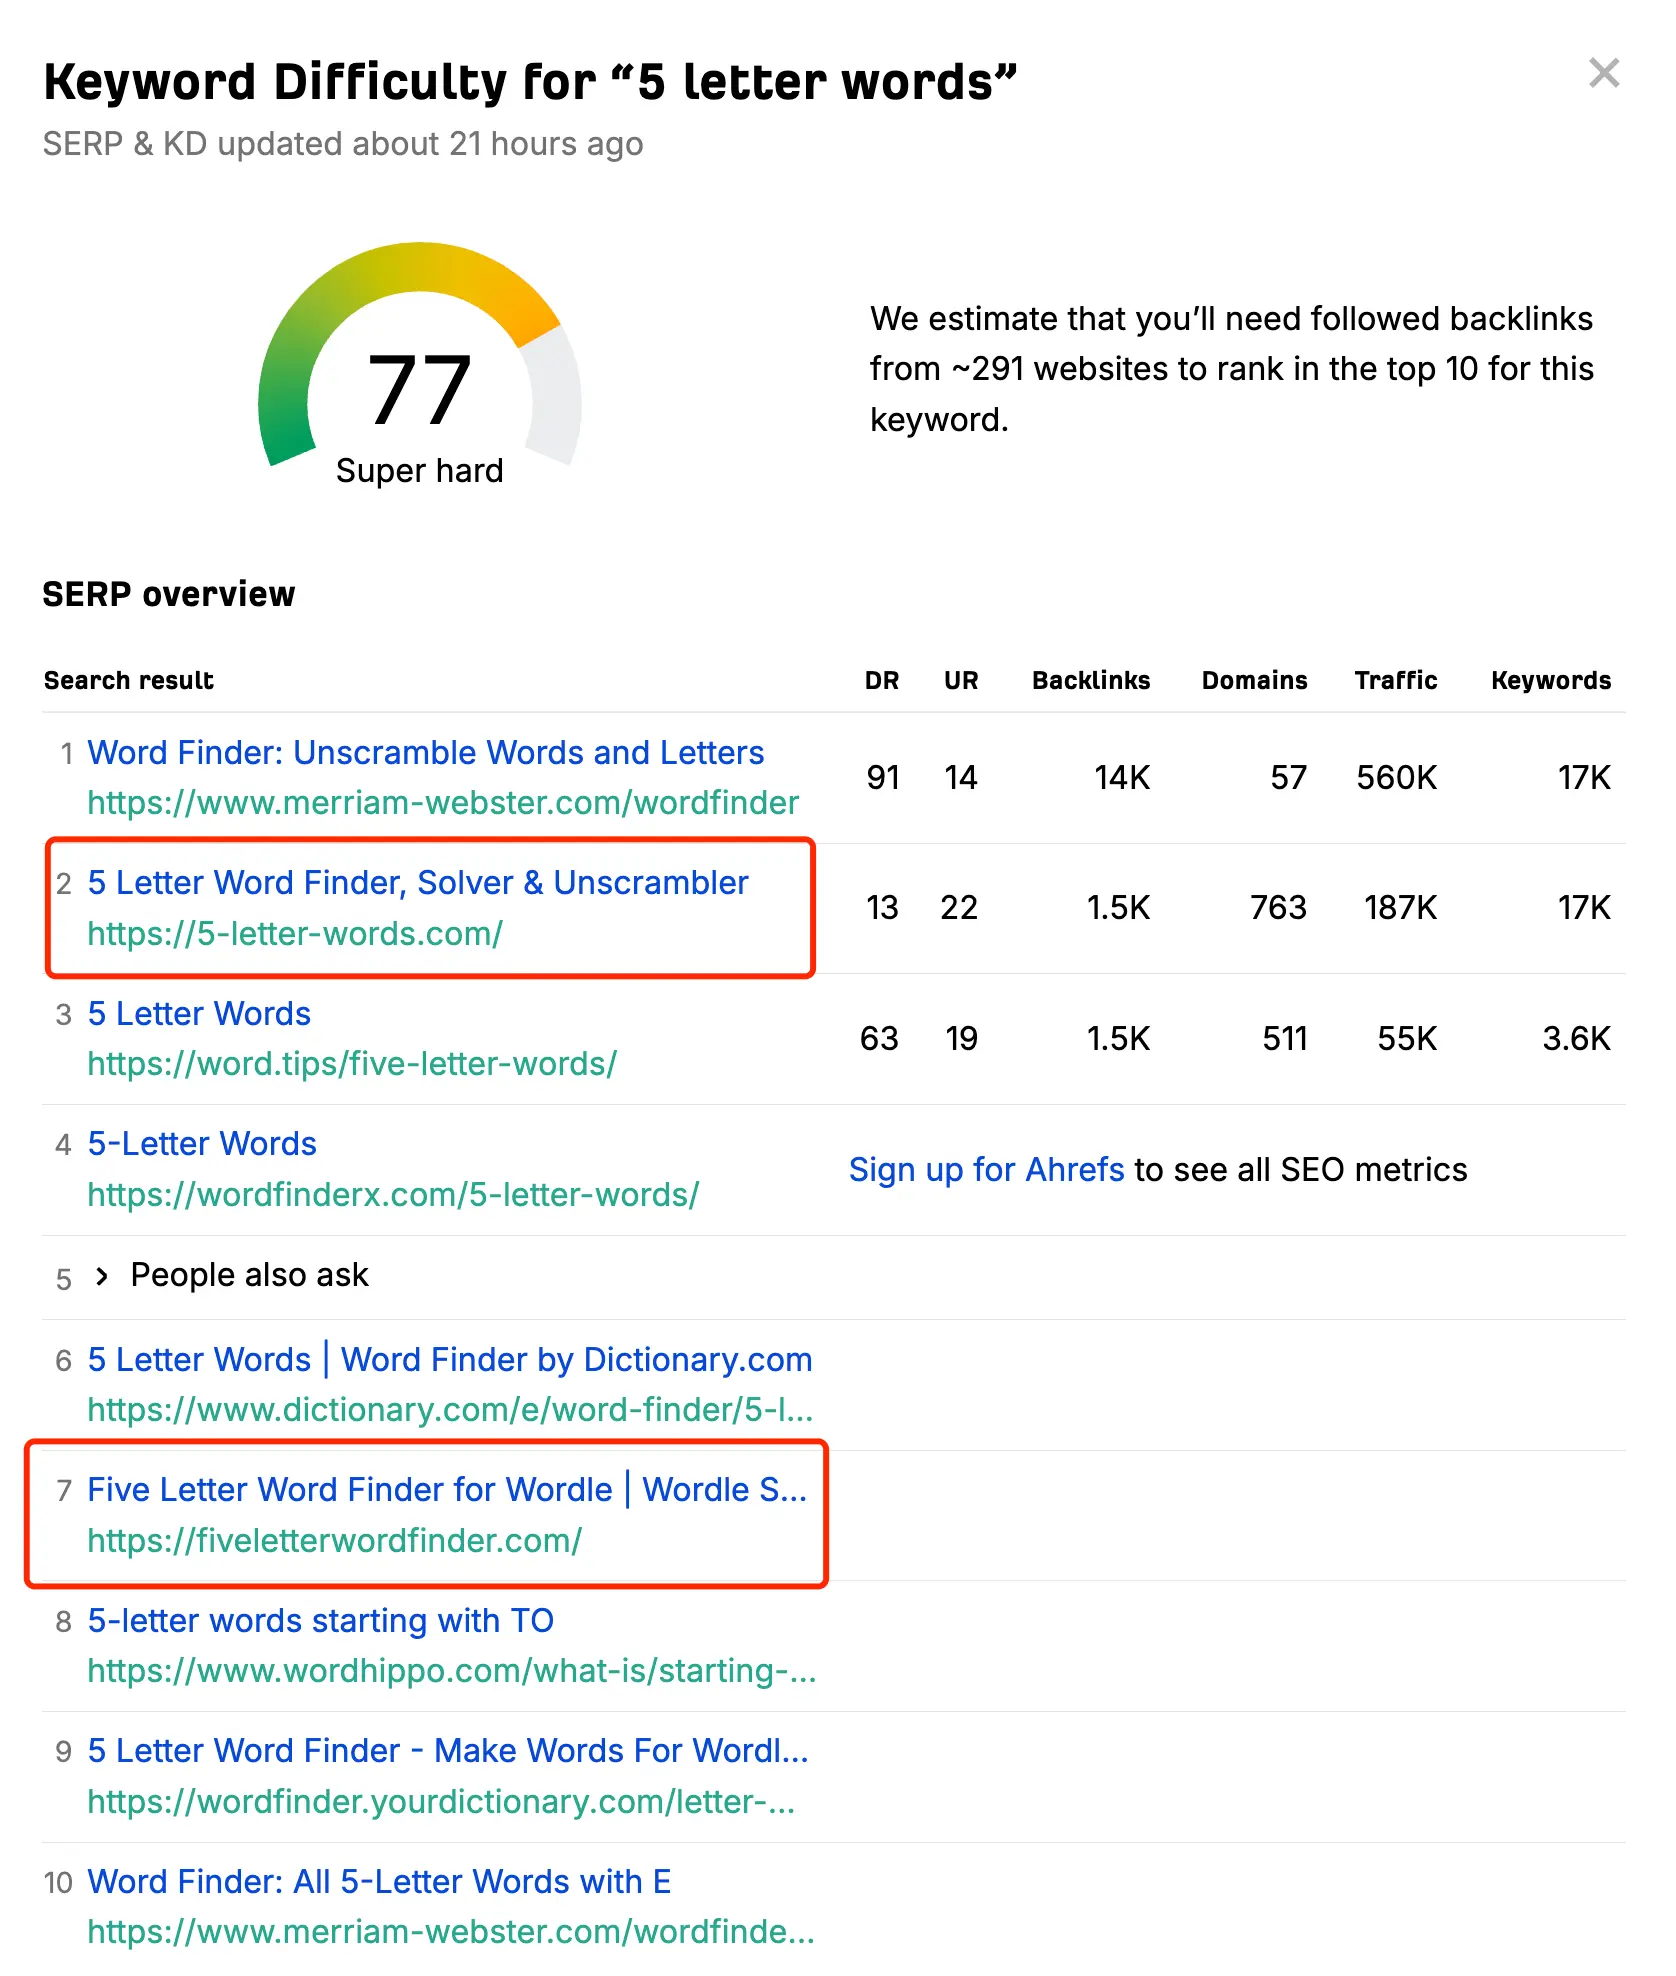 Keyword Difficulty for “5 letter words”
SERP & KD updated about 21 hours ago
77
Super hard
We estimate that you’ll need followed backlinks
from ~291 websites to rank in the top 10 for this
keyword.
SERP overview
Search result DR UR Backlinks Domains Traffic Keywords
1 Word Finder: Unscramble Words and Letters
https://www.merriam-webster.com/wordfinder
91 14 14K 57 560K 17K
2 5 Letter Word Finder, Solver & Unscrambler
https://5-letter-words.com/
13 22 1.5K 763 187K 17K
3 5 Letter Words
https://word.tips/five-letter-words/
63 19 1.5K 511 55K 3.6K
4 5-Letter Words
https://wordfinderx.com/5-letter-words/
Sign up for Ahrefs to see all SEO metrics
5 People also ask
6 5 Letter Words | Word Finder by Dictionary.com
https://www.dictionary.com/e/word-finder/5-l...
7 Five Letter Word Finder for Wordle | Wordle S...
https://fiveletterwordfinder.com/
8 5-letter words starting with TO
https://www.wordhippo.com/what-is/starting-...
9 5 Letter Word Finder - Make Words For Wordl...
https://wordfinder.yourdictionary.com/letter-...
10 Word Finder: All 5-Letter Words with E
https://www.merriam-webster.com/wordfinde...